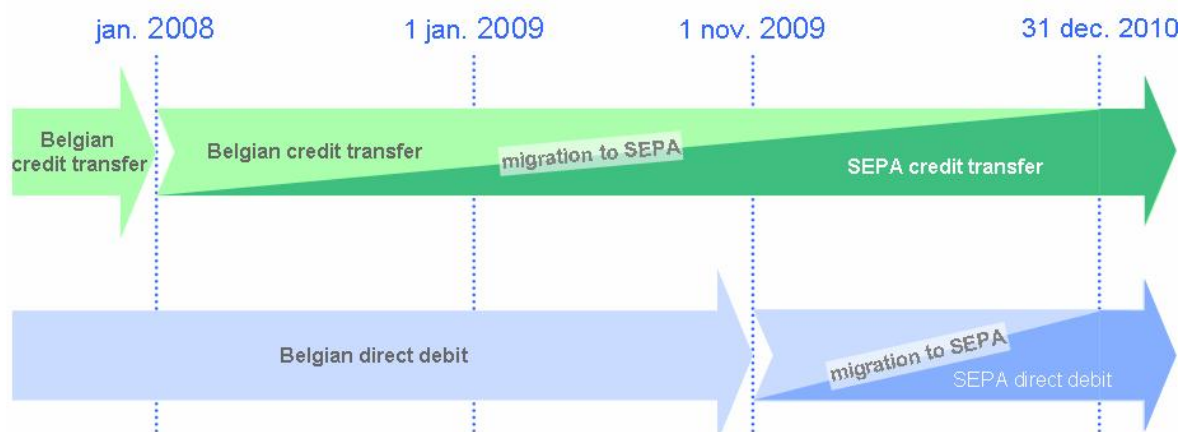 jan. 2008
1 jan. 2009
1 nov. 2009
31 dec. 2010
Belgian
credit transfer
Belgian credit transfer
migration to SEPA
SEPA credit transfer
Belgian direct debit
migration to SEPA
SEPA direct debit